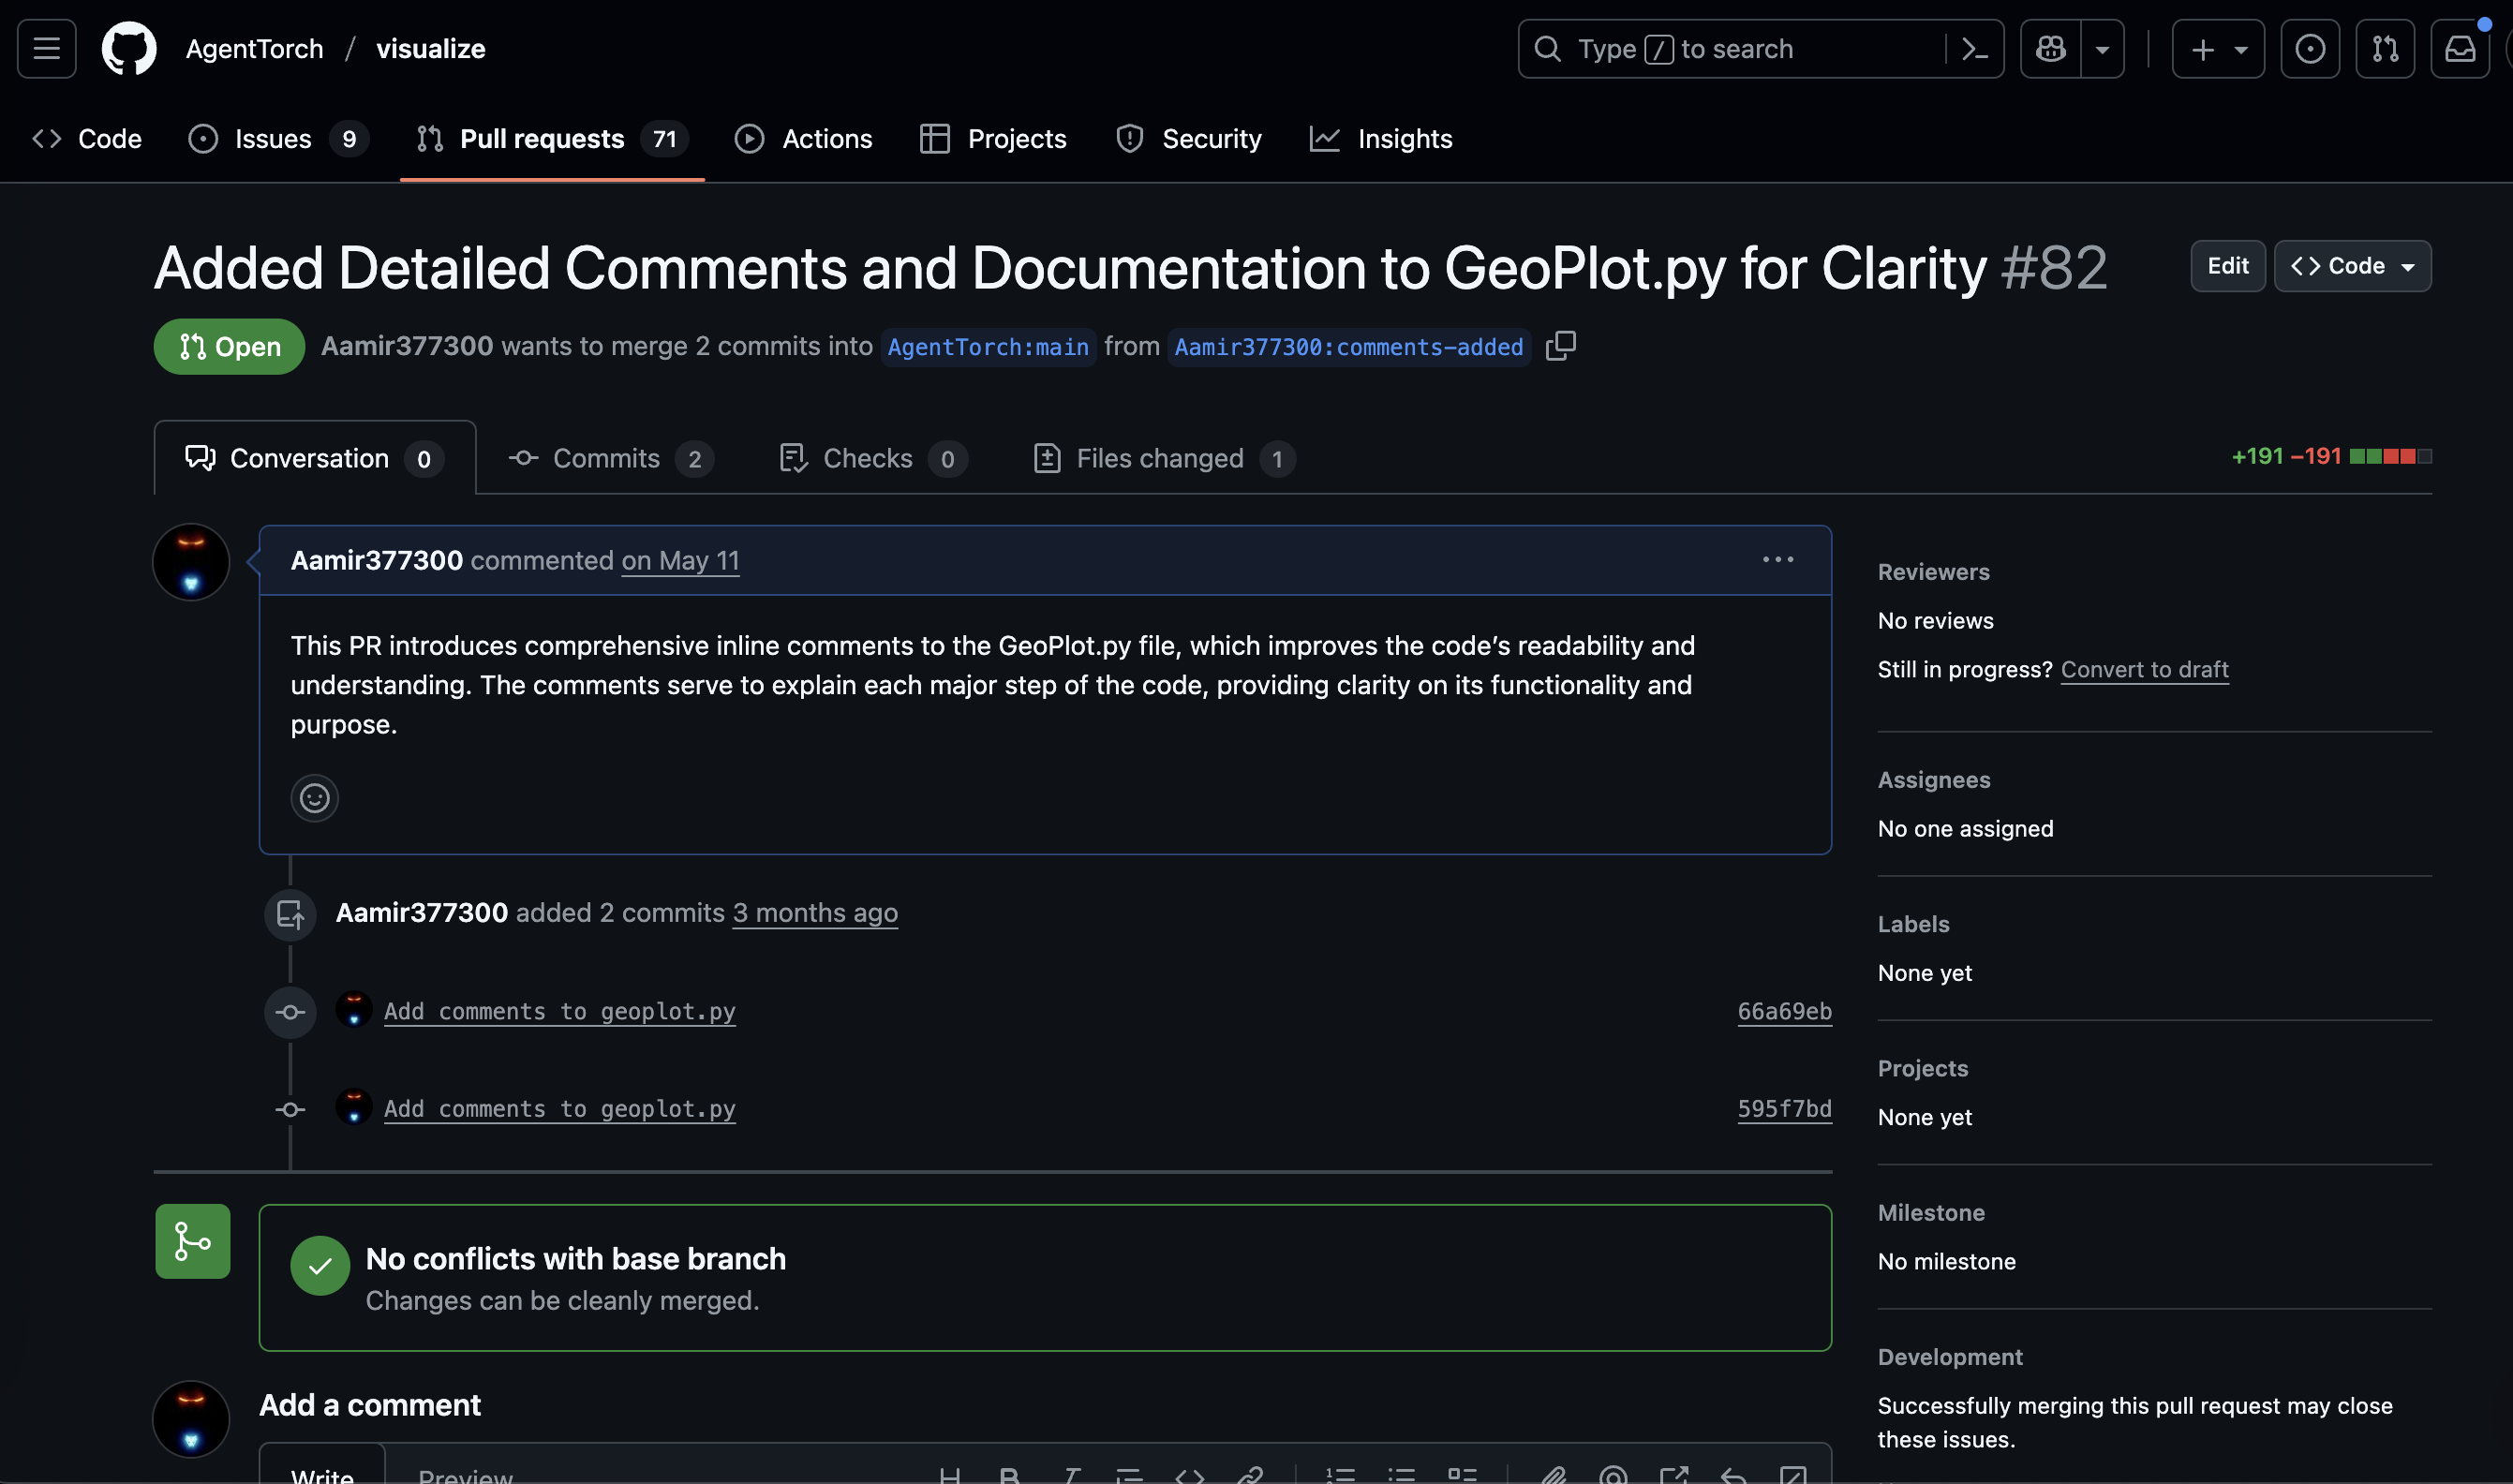 AgentTorch / visualize
Type / to search
Code
Issues 9
Pull requests 71
Actions
Projects
Security
Insights
Added Detailed Comments and Documentation to GeoPlot.py for Clarity #82
Edit
Code
Open
Aamir377300 wants to merge 2 commits into AgentTorch:main from Aamir377300:comments-added
Conversation 0
Commits 2
Checks 0
Files changed 1
+191 −191
Aamir377300 commented on May 11
This PR introduces comprehensive inline comments to the GeoPlot.py file, which improves the code’s readability and
understanding. The comments serve to explain each major step of the code, providing clarity on its functionality and
purpose.
Aamir377300 added 2 commits 3 months ago
Add comments to geoplot.py
66a69eb
Add comments to geoplot.py
595f7bd
No conflicts with base branch
Changes can be cleanly merged.
Add a comment
Write
Preview
Reviewers
No reviews
Still in progress? Convert to draft
Assignees
No one assigned
Labels
None yet
Projects
None yet
Milestone
No milestone
Development
Successfully merging this pull request may close
these issues.